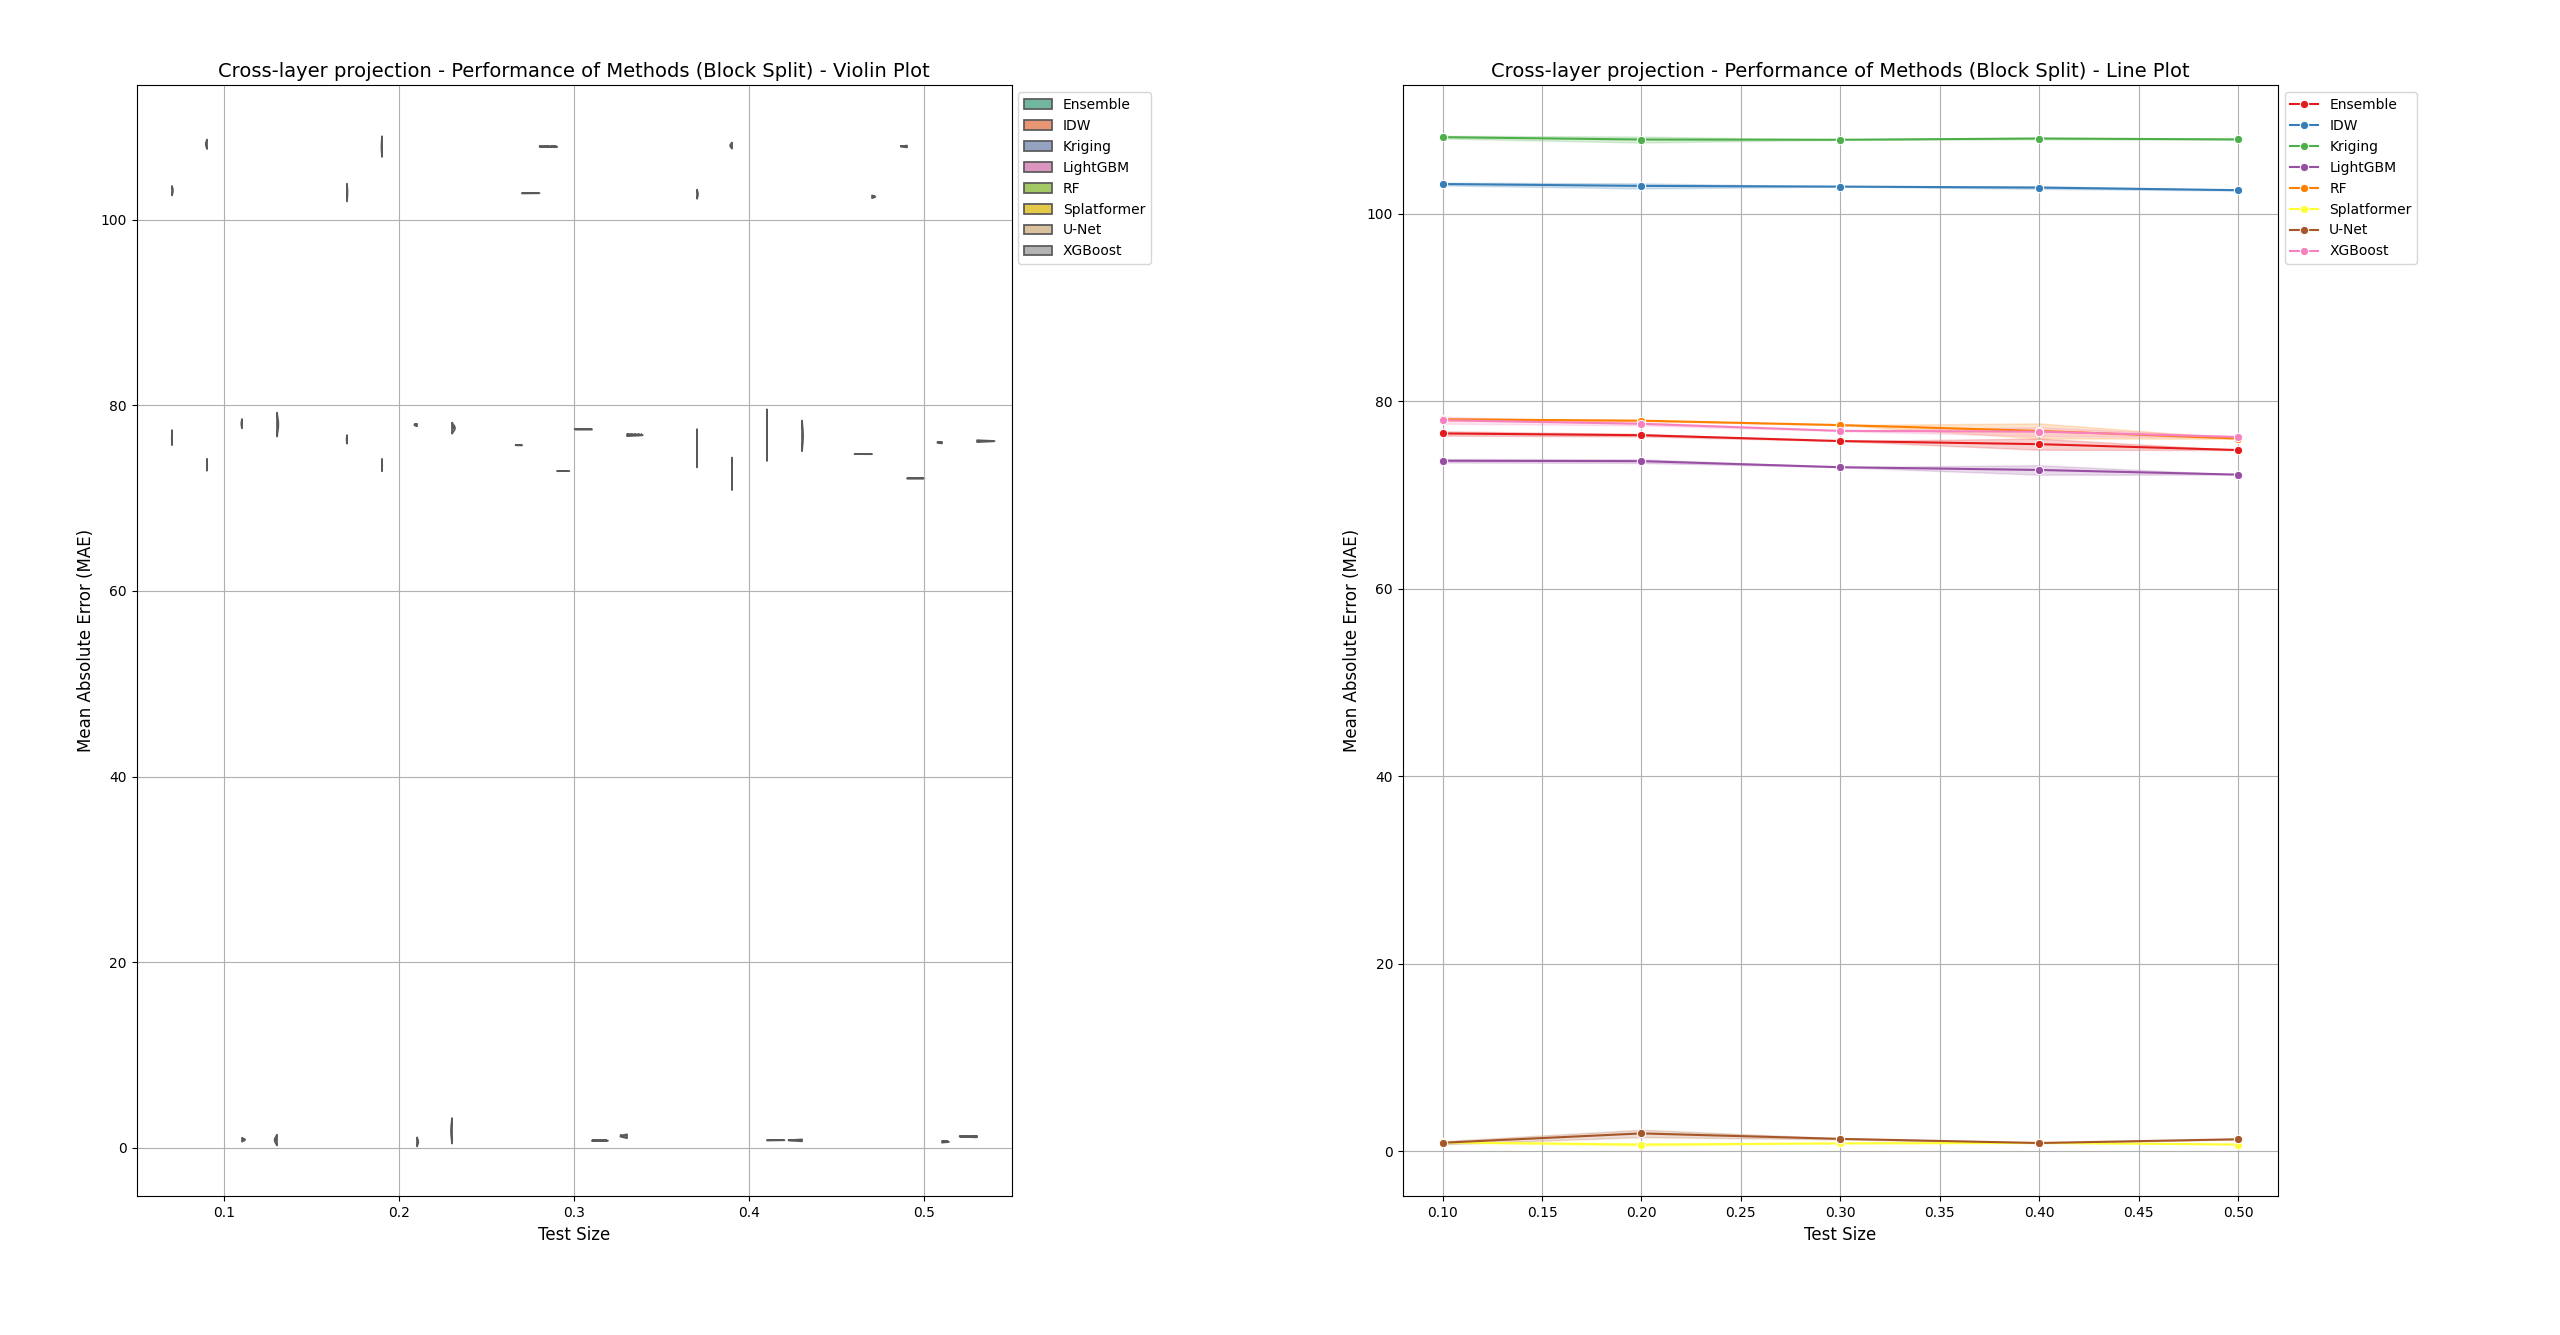 Cross-layer projection - Performance of Methods (Block Split) - Violin Plot
Mean Absolute Error (MAE)
100
80
60
40
20
0
0.1
0.2
0.3
0.4
0.5
Test Size
Ensemble
IDW
Kriging
LightGBM
RF
Splatformer
U-Net
XGBoost
Cross-layer projection - Performance of Methods (Block Split) - Line Plot
Mean Absolute Error (MAE)
100
80
60
40
20
0
0.10
0.15
0.20
0.25
0.30
0.35
0.40
0.45
0.50
Test Size
Ensemble
IDW
Kriging
LightGBM
RF
Splatformer
U-Net
XGBoost